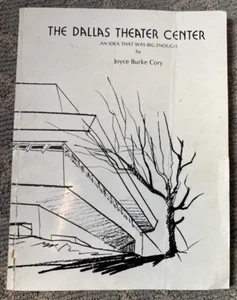 THE DALLAS THEATER CENTER
AN IDEA THAT WAS BIG ENOUGH
by
Joyce Burke Cory